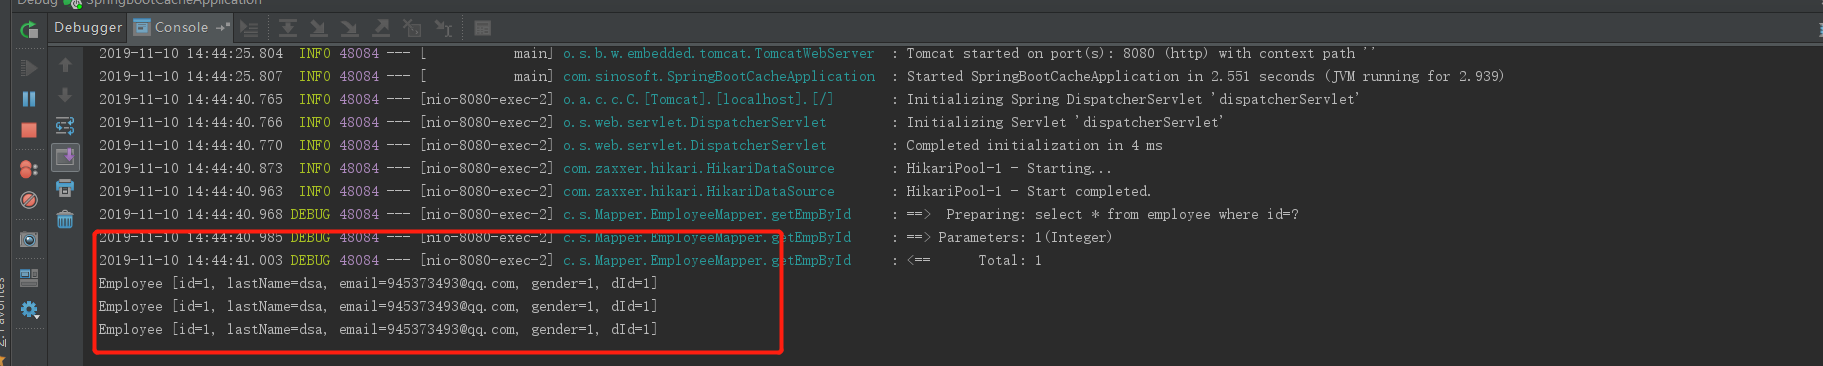 Debug SpringbootCacheApplication
Debugger Console
2019-11-10 14:44:25.804  INFO 48084 --- [           main] o.s.b.w.embedded.tomcat.TomcatWebServer  : Tomcat started on port(s): 8080 (http) with context path ''
2019-11-10 14:44:25.807  INFO 48084 --- [           main] com.sinosoft.SpringBootCacheApplication  : Started SpringBootCacheApplication in 2.551 seconds (JVM running for 2.939)
2019-11-10 14:44:40.765  INFO 48084 --- [nio-8080-exec-2] o.a.c.c.C.[Tomcat].[localhost].[/]       : Initializing Spring DispatcherServlet 'dispatcherServlet'
2019-11-10 14:44:40.766  INFO 48084 --- [nio-8080-exec-2] o.s.web.servlet.DispatcherServlet        : Initializing Servlet 'dispatcherServlet'
2019-11-10 14:44:40.770  INFO 48084 --- [nio-8080-exec-2] o.s.web.servlet.DispatcherServlet        : Completed initialization in 4 ms
2019-11-10 14:44:40.873  INFO 48084 --- [nio-8080-exec-2] com.zaxxer.hikari.HikariDataSource       : HikariPool-1 - Starting...
2019-11-10 14:44:40.963  INFO 48084 --- [nio-8080-exec-2] com.zaxxer.hikari.HikariDataSource       : HikariPool-1 - Start completed.
2019-11-10 14:44:40.968 DEBUG 48084 --- [nio-8080-exec-2] c.s.Mapper.EmployeeMapper.getEmpById     : ==>  Preparing: select * from employee where id=?
2019-11-10 14:44:40.985 DEBUG 48084 --- [nio-8080-exec-2] c.s.Mapper.EmployeeMapper.getEmpById     : ==> Parameters: 1(Integer)
2019-11-10 14:44:41.003 DEBUG 48084 --- [nio-8080-exec-2] c.s.Mapper.EmployeeMapper.getEmpById     : <==      Total: 1
Employee [id=1, lastName=dsa, email=945373493@qq.com, gender=1, dId=1]
Employee [id=1, lastName=dsa, email=945373493@qq.com, gender=1, dId=1]
Employee [id=1, lastName=dsa, email=945373493@qq.com, gender=1, dId=1]
2: Favorites